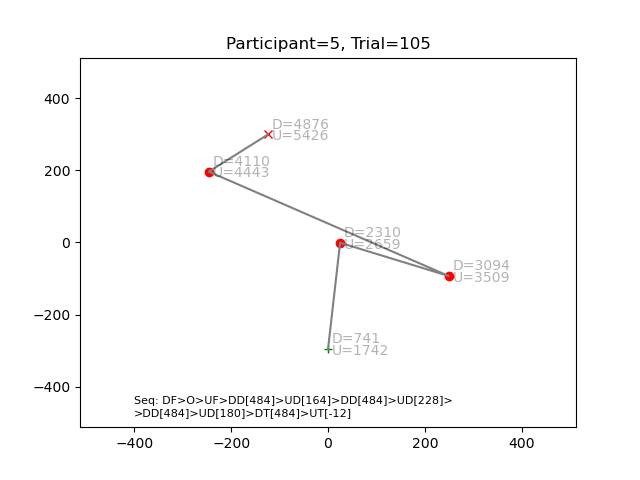 Participant=5, Trial=105
400
200
0
−200
−400
D=4876
U=5426
D=4110
U=4443
D=2310
U=2659
D=3094
U=3509
D=741
U=1742
Seq: DF>O>UF>DD[484]>UD[164]>DD[484]>UD[228]>
>DD[484]>UD[180]>DT[484]>UT[-12]
−400 −200 0 200 400